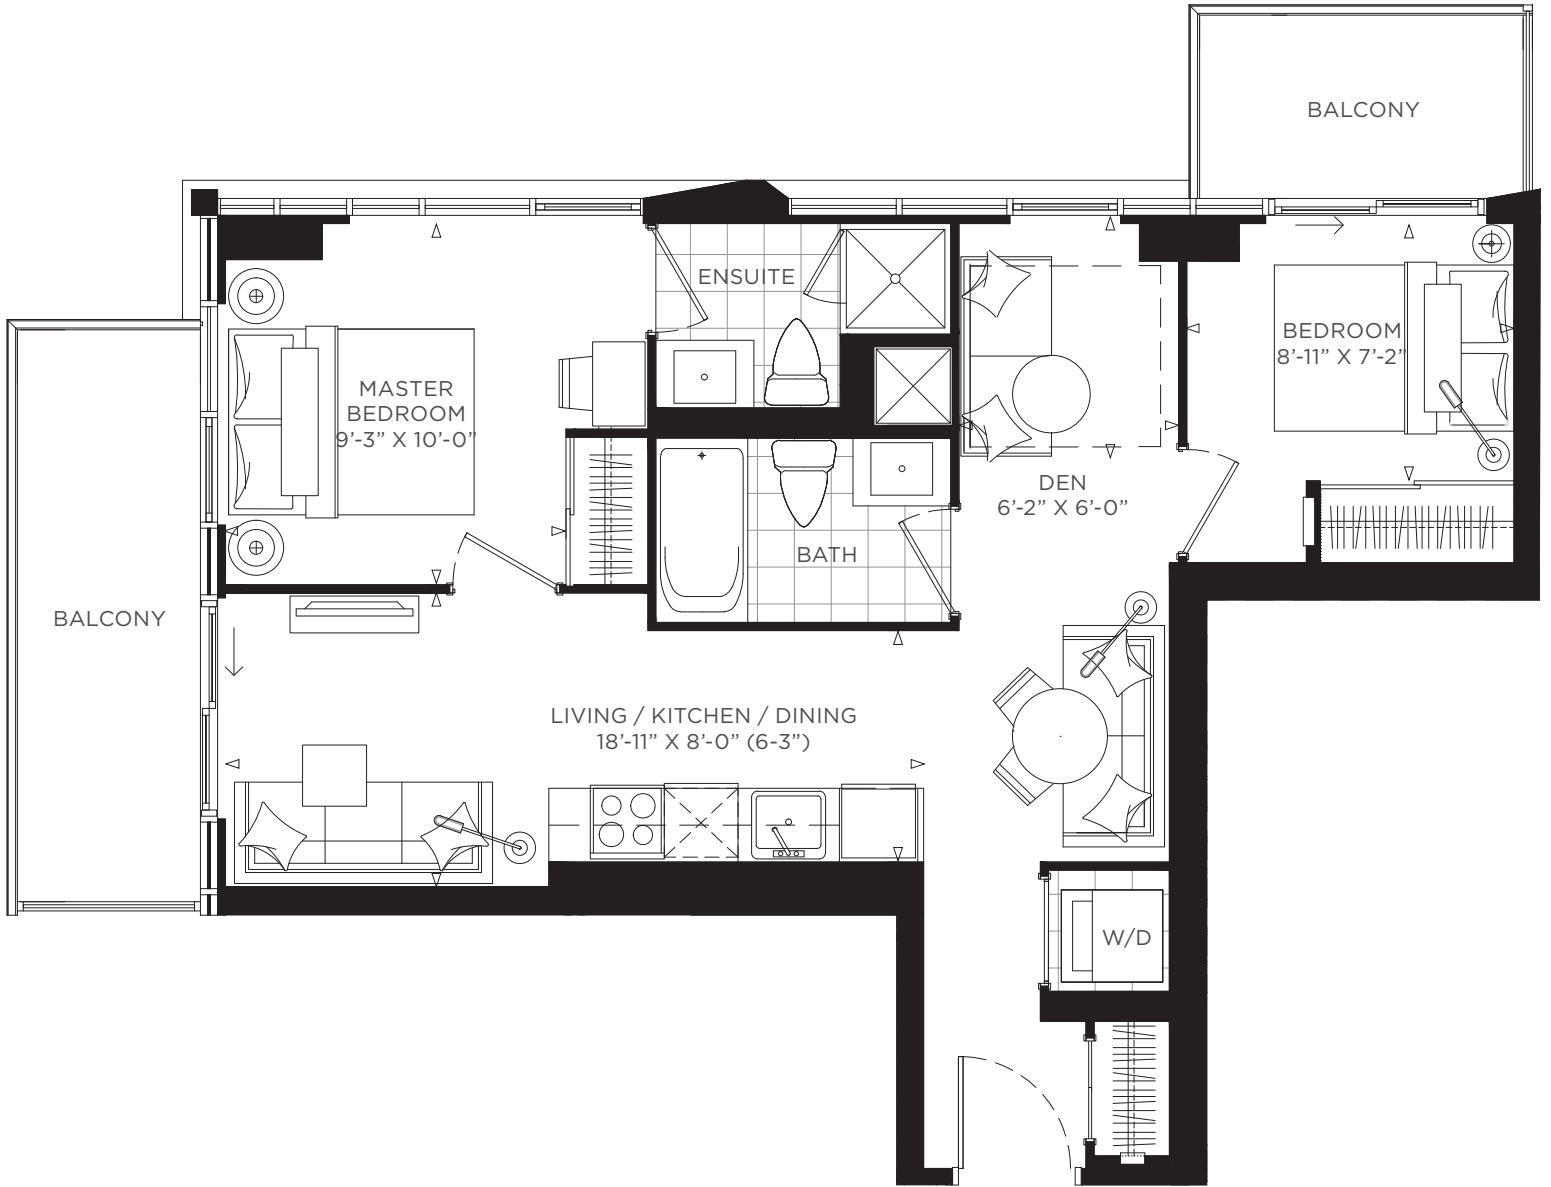 BALCONY
ENSUITE
BEDROOM
8’-11” X 7’-2”
MASTER
BEDROOM
9’-3” X 10’-0”
DEN
6’-2” X 6’-0”
BATH
BALCONY
LIVING / KITCHEN / DINING
18’-11” X 8’-0” (6-3”)
W/D